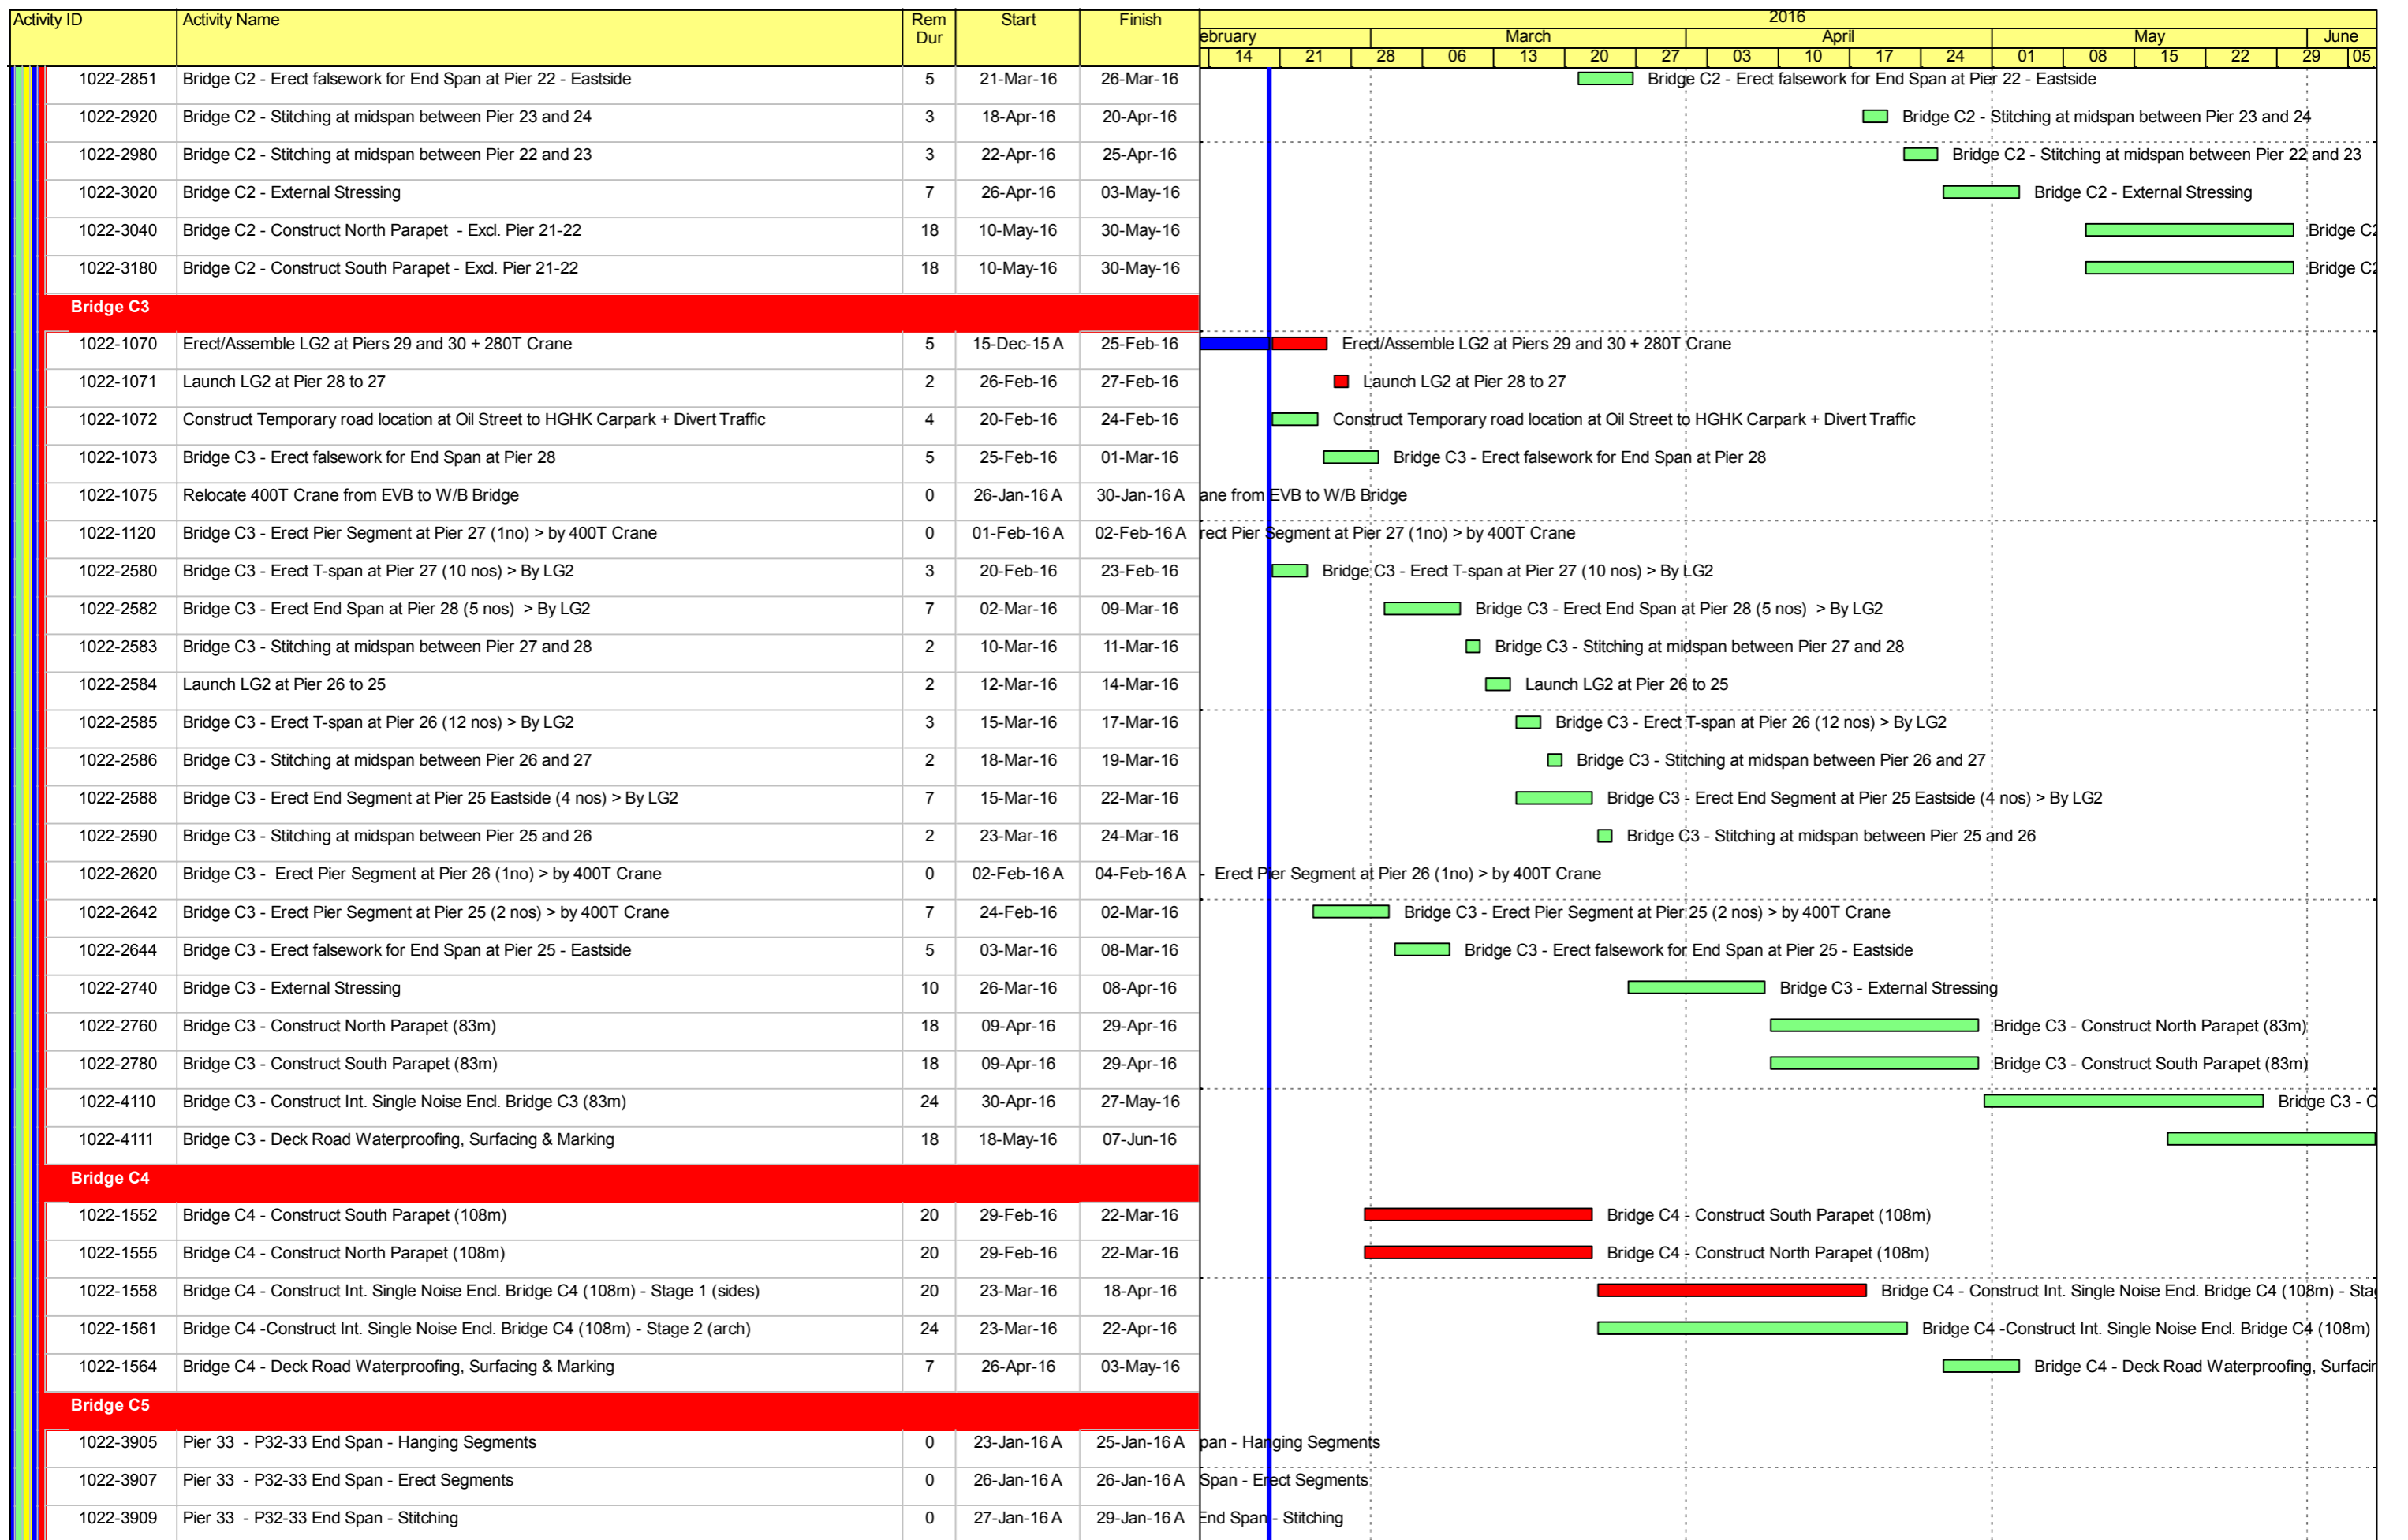 Activity ID Activity Name Rem Dur Start Finish 2016
ebruary March April May June
14 21 28 06 13 20 27 03 10 17 24 01 08 15 22 29 05
1022-2851 Bridge C2 - Erect falsework for End Span at Pier 22 - Eastside 5 21-Mar-16 26-Mar-16 Bridge C2 - Erect falsework for End Span at Pier 22 - Eastside
1022-2920 Bridge C2 - Stitching at midspan between Pier 23 and 24 3 18-Apr-16 20-Apr-16 Bridge C2 - Stitching at midspan between Pier 23 and 24
1022-2980 Bridge C2 - Stitching at midspan between Pier 22 and 23 3 22-Apr-16 25-Apr-16 Bridge C2 - Stitching at midspan between Pier 22 and 23
1022-3020 Bridge C2 - External Stressing 7 26-Apr-16 03-May-16 Bridge C2 - External Stressing
1022-3040 Bridge C2 - Construct North Parapet - Excl. Pier 21-22 18 10-May-16 30-May-16 Bridge C2
1022-3180 Bridge C2 - Construct South Parapet - Excl. Pier 21-22 18 10-May-16 30-May-16 Bridge C2
Bridge C3
1022-1070 Erect/Assemble LG2 at Piers 29 and 30 + 280T Crane 5 15-Dec-15 A 25-Feb-16 Erect/Assemble LG2 at Piers 29 and 30 + 280T Crane
1022-1071 Launch LG2 at Pier 28 to 27 2 26-Feb-16 27-Feb-16 Launch LG2 at Pier 28 to 27
1022-1072 Construct Temporary road location at Oil Street to HGHK Carpark + Divert Traffic 4 20-Feb-16 24-Feb-16 Construct Temporary road location at Oil Street to HGHK Carpark + Divert Traffic
1022-1073 Bridge C3 - Erect falsework for End Span at Pier 28 5 25-Feb-16 01-Mar-16 Bridge C3 - Erect falsework for End Span at Pier 28
1022-1075 Relocate 400T Crane from EVB to W/B Bridge 0 26-Jan-16 A 30-Jan-16 A ane from EVB to W/B Bridge
1022-1120 Bridge C3 - Erect Pier Segment at Pier 27 (1no) > by 400T Crane 0 01-Feb-16 A 02-Feb-16 A rect Pier Segment at Pier 27 (1no) > by 400T Crane
1022-2580 Bridge C3 - Erect T-span at Pier 27 (10 nos) > By LG2 3 20-Feb-16 23-Feb-16 Bridge C3 - Erect T-span at Pier 27 (10 nos) > By LG2
1022-2582 Bridge C3 - Erect End Span at Pier 28 (5 nos) > By LG2 7 02-Mar-16 09-Mar-16 Bridge C3 - Erect End Span at Pier 28 (5 nos) > By LG2
1022-2583 Bridge C3 - Stitching at midspan between Pier 27 and 28 2 10-Mar-16 11-Mar-16 Bridge C3 - Stitching at midspan between Pier 27 and 28
1022-2584 Launch LG2 at Pier 26 to 25 2 12-Mar-16 14-Mar-16 Launch LG2 at Pier 26 to 25
1022-2585 Bridge C3 - Erect T-span at Pier 26 (12 nos) > By LG2 3 15-Mar-16 17-Mar-16 Bridge C3 - Erect T-span at Pier 26 (12 nos) > By LG2
1022-2586 Bridge C3 - Stitching at midspan between Pier 26 and 27 2 18-Mar-16 19-Mar-16 Bridge C3 - Stitching at midspan between Pier 26 and 27
1022-2588 Bridge C3 - Erect End Segment at Pier 25 Eastside (4 nos) > By LG2 7 15-Mar-16 22-Mar-16 Bridge C3 - Erect End Segment at Pier 25 Eastside (4 nos) > By LG2
1022-2590 Bridge C3 - Stitching at midspan between Pier 25 and 26 2 23-Mar-16 24-Mar-16 Bridge C3 - Stitching at midspan between Pier 25 and 26
1022-2620 Bridge C3 - Erect Pier Segment at Pier 26 (1no) > by 400T Crane 0 02-Feb-16 A 04-Feb-16 A - Erect Pier Segment at Pier 26 (1no) > by 400T Crane
1022-2642 Bridge C3 - Erect Pier Segment at Pier 25 (2 nos) > by 400T Crane 7 24-Feb-16 02-Mar-16 Bridge C3 - Erect Pier Segment at Pier 25 (2 nos) > by 400T Crane
1022-2644 Bridge C3 - Erect falsework for End Span at Pier 25 - Eastside 5 03-Mar-16 08-Mar-16 Bridge C3 - Erect falsework for End Span at Pier 25 - Eastside
1022-2740 Bridge C3 - External Stressing 10 26-Mar-16 08-Apr-16 Bridge C3 - External Stressing
1022-2760 Bridge C3 - Construct North Parapet (83m) 18 09-Apr-16 29-Apr-16 Bridge C3 - Construct North Parapet (83m)
1022-2780 Bridge C3 - Construct South Parapet (83m) 18 09-Apr-16 29-Apr-16 Bridge C3 - Construct South Parapet (83m)
1022-4110 Bridge C3 - Construct Int. Single Noise Encl. Bridge C3 (83m) 24 30-Apr-16 27-May-16 Bridge C3 - C
1022-4111 Bridge C3 - Deck Road Waterproofing, Surfacing & Marking 18 18-May-16 07-Jun-16
Bridge C4
1022-1552 Bridge C4 - Construct South Parapet (108m) 20 29-Feb-16 22-Mar-16 Bridge C4 - Construct South Parapet (108m)
1022-1555 Bridge C4 - Construct North Parapet (108m) 20 29-Feb-16 22-Mar-16 Bridge C4 - Construct North Parapet (108m)
1022-1558 Bridge C4 - Construct Int. Single Noise Encl. Bridge C4 (108m) - Stage 1 (sides) 20 23-Mar-16 18-Apr-16 Bridge C4 - Construct Int. Single Noise Encl. Bridge C4 (108m) - Stag
1022-1561 Bridge C4 -Construct Int. Single Noise Encl. Bridge C4 (108m) - Stage 2 (arch) 24 23-Mar-16 22-Apr-16 Bridge C4 -Construct Int. Single Noise Encl. Bridge C4 (108m)
1022-1564 Bridge C4 - Deck Road Waterproofing, Surfacing & Marking 7 26-Apr-16 03-May-16 Bridge C4 - Deck Road Waterproofing, Surfacin
Bridge C5
1022-3905 Pier 33 - P32-33 End Span - Hanging Segments 0 23-Jan-16 A 25-Jan-16 A pan - Hanging Segments
1022-3907 Pier 33 - P32-33 End Span - Erect Segments 0 26-Jan-16 A 26-Jan-16 A Span - Erect Segments
1022-3909 Pier 33 - P32-33 End Span - Stitching 0 27-Jan-16 A 29-Jan-16 A End Span - Stitching